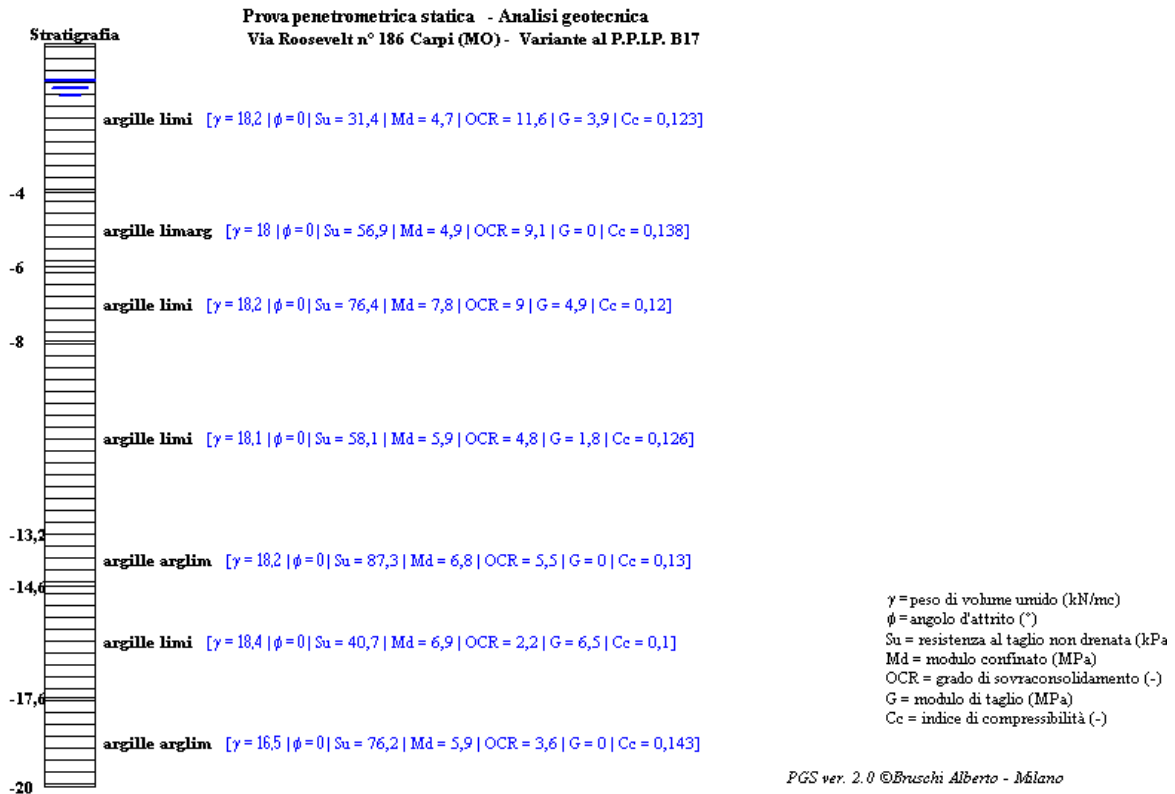 Prova penetrometrica statica - Analisi geotecnica
Via Roosevelt n° 186 Carpi (MO) - Variante al P.P.I.P. B17
Stratigrafia
argille limi [γ = 18,2 | ϕ = 0 | Su = 31,4 | Md = 4,7 | OCR = 11,6 | G = 3,9 | Cc = 0,123]
-4
argille limarg [γ = 18 | ϕ = 0 | Su = 56,9 | Md = 4,9 | OCR = 9,1 | G = 0 | Cc = 0,138]
-6
argille limi [γ = 18,2 | ϕ = 0 | Su = 76,4 | Md = 7,8 | OCR = 9 | G = 4,9 | Cc = 0,12]
-8
argille limi [γ = 18,1 | ϕ = 0 | Su = 58,1 | Md = 5,9 | OCR = 4,8 | G = 1,8 | Cc = 0,126]
-13,2
argille arglim [γ = 18,2 | ϕ = 0 | Su = 87,3 | Md = 6,8 | OCR = 5,5 | G = 0 | Cc = 0,13]
-14,6
argille limi [γ = 18,4 | ϕ = 0 | Su = 40,7 | Md = 6,9 | OCR = 2,2 | G = 6,5 | Cc = 0,1]
-17,6
argille arglim [γ = 16,5 | ϕ = 0 | Su = 76,2 | Md = 5,9 | OCR = 3,6 | G = 0 | Cc = 0,143]
-20
γ = peso di volume umido (kN/mc)
ϕ = angolo d'attrito (°)
Su = resistenza al taglio non drenata (kPa
Md = modulo confinato (MPa)
OCR = grado di sovraconsolidamento (-)
G = modulo di taglio (MPa)
Cc = indice di compressibilità (-)
PGS ver. 2.0 ©Bruschi Alberto - Milano